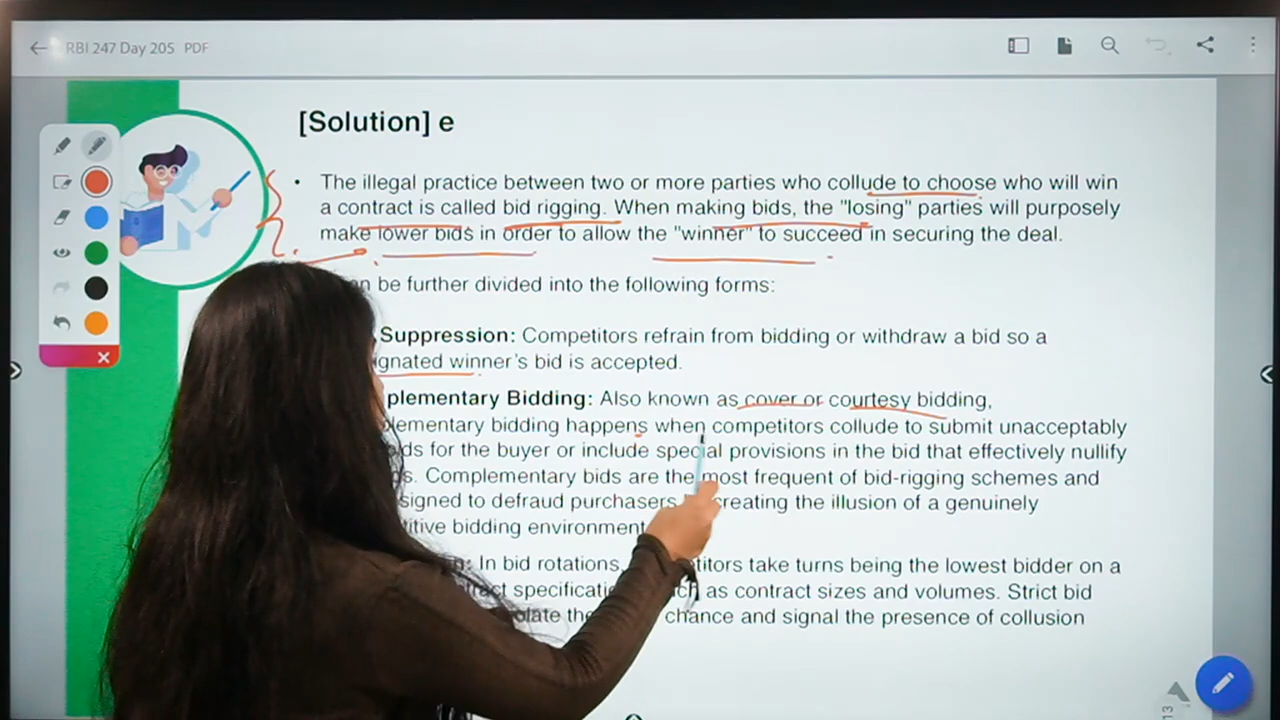 RBI 247 Day 205 PDF
[Solution] e
• The illegal practice between two or more parties who collude to choose who will win
a contract is called bid rigging. When making bids, the "losing" parties will purposely
make lower bids in order to allow the "winner" to succeed in securing the deal.
be further divided into the following forms:
Suppression: Competitors refrain from bidding or withdraw a bid so a
winner's bid is accepted.
Bidding: Also known as cover or courtesy bidding,
bidding happens when competitors collude to submit unacceptably
for the buyer or include special provisions in the bid that effectively nullify
Complementary bids are the most frequent of bid-rigging schemes and
to defraud purchasers creating the illusion of a genuinely
bidding environment
In bid rotations, take turns being the lowest bidder on a
as contract sizes and volumes. Strict bid
chance and signal the presence of collusion
13